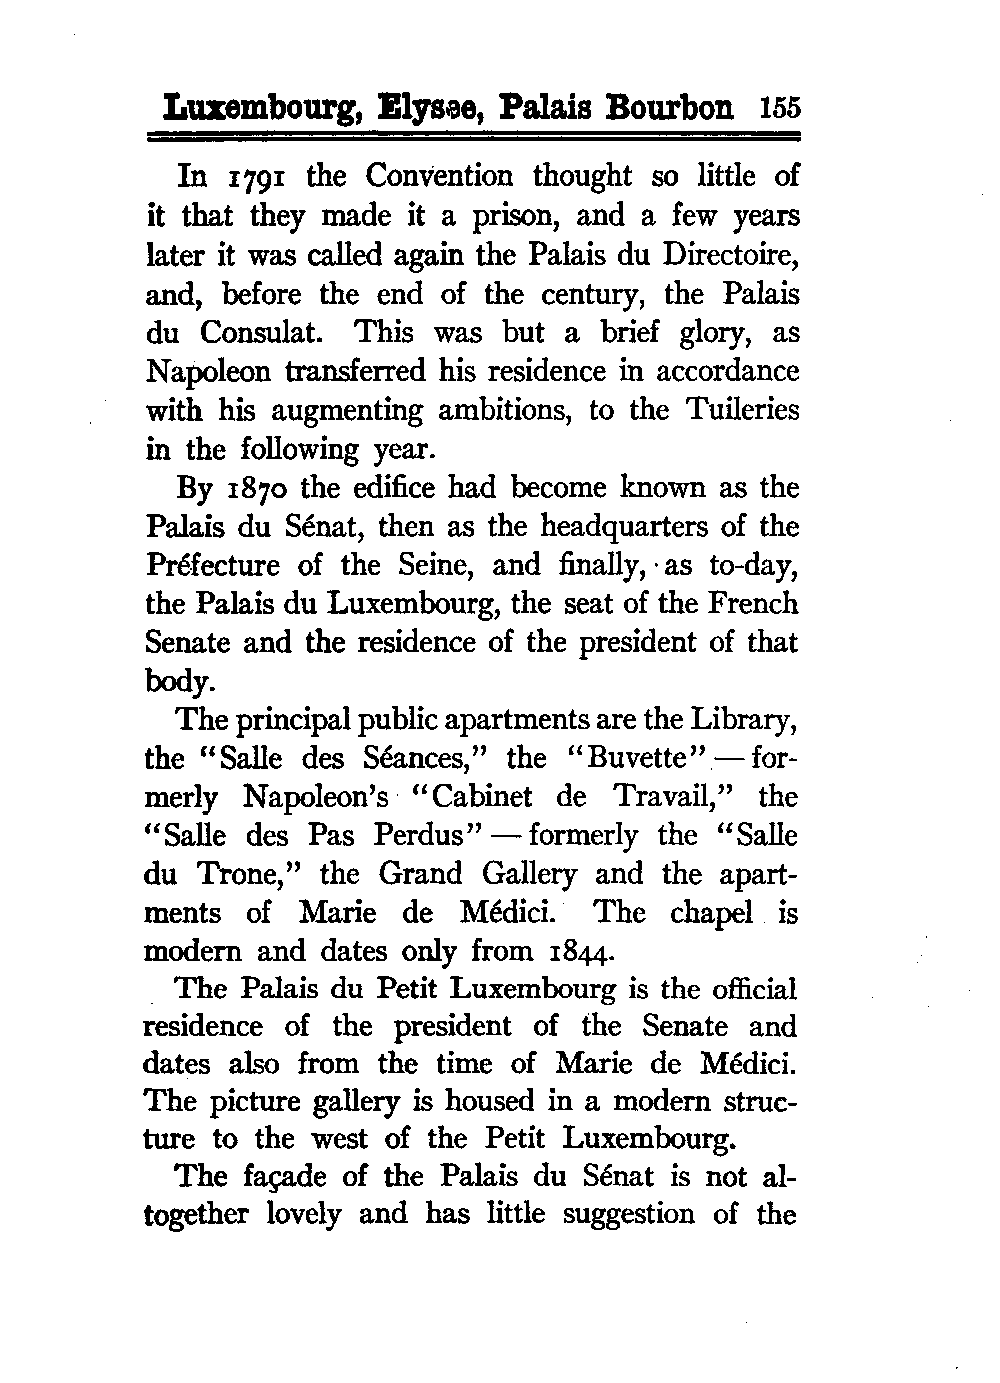 Luxembourg, Elysee, Palais Bourbon 155
In 1791 the Convention thought so little of
it that they made it a prison, and a few years
later it was called again the Palais du Directoire,
and, before the end of the century, the Palais
du Consulat. This was but a brief glory, as
Napoleon transferred his residence in accordance
with his augmenting ambitions, to the Tuileries
in the following year.
By 1870 the edifice had become known as the
Palais du Sénat, then as the headquarters of the
Préfecture of the Seine, and finally, as to-day,
the Palais du Luxembourg, the seat of the French
Senate and the residence of the president of that
body.
The principal public apartments are the Library,
the "Salle des Séances," the "Buvette" — for-
merly Napoleon's "Cabinet de Travail," the
"Salle des Pas Perdus" — formerly the "Salle
du Trone," the Grand Gallery and the apart-
ments of Marie de Médici. The chapel is
modern and dates only from 1844.
The Palais du Petit Luxembourg is the official
residence of the president of the Senate and
dates also from the time of Marie de Médici.
The picture gallery is housed in a modern struc-
ture to the west of the Petit Luxembourg.
The façade of the Palais du Sénat is not al-
together lovely and has little suggestion of the